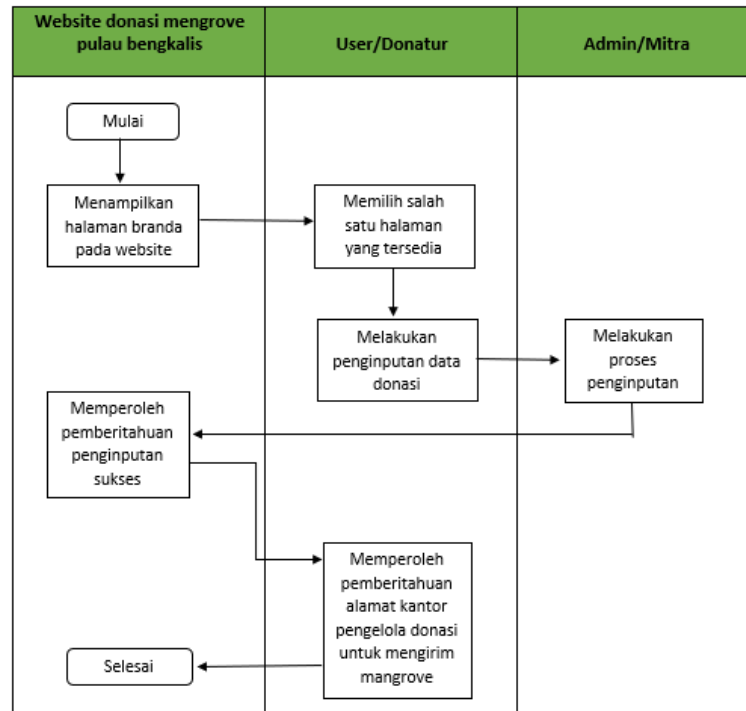 Website donasi mengrove
pulau bengkalis
User/Donatur
Admin/Mitra
Mulai
Menampilkan
halaman branda
pada website
Memilih salah
satu halaman
yang tersedia
Melakukan
penginputan data
donasi
Melakukan
proses
penginputan
Memperoleh
pemberitahuan
penginputan
sukses
Memperoleh
pemberitahuan
alamat kantor
pengelola donasi
untuk mengirim
mangrove
Selesai